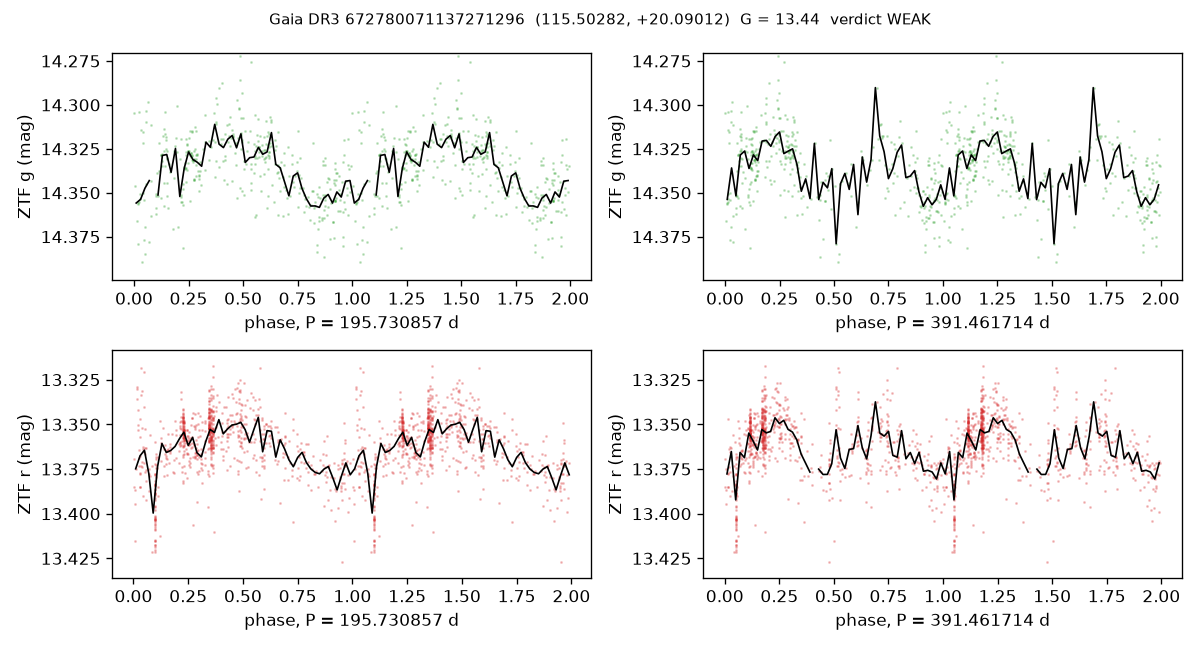 Gaia DR3 672780071137271296  (115.50282, +20.09012)  G = 13.44  verdict WEAK
14.275
14.300
14.325
14.350
14.375
ZTF g (mag)
0.00 0.25 0.50 0.75 1.00 1.25 1.50 1.75 2.00
phase, P = 195.730857 d
14.275
14.300
14.325
14.350
14.375
ZTF g (mag)
0.00 0.25 0.50 0.75 1.00 1.25 1.50 1.75 2.00
phase, P = 391.461714 d
13.325
13.350
13.375
13.400
13.425
ZTF r (mag)
0.00 0.25 0.50 0.75 1.00 1.25 1.50 1.75 2.00
phase, P = 195.730857 d
13.325
13.350
13.375
13.400
13.425
ZTF r (mag)
0.00 0.25 0.50 0.75 1.00 1.25 1.50 1.75 2.00
phase, P = 391.461714 d